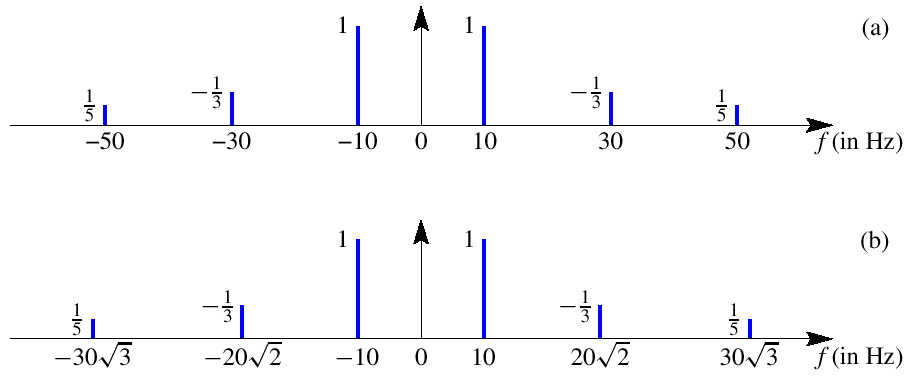 1 1 (a)
1/5 −1/3 −1/3 1/5
−50 −30 −10 0 10 30 50 f (in Hz)
1 1 (b)
1/5 −1/3 −1/3 1/5
−30√3 −20√2 −10 0 10 20√2 30√3 f (in Hz)